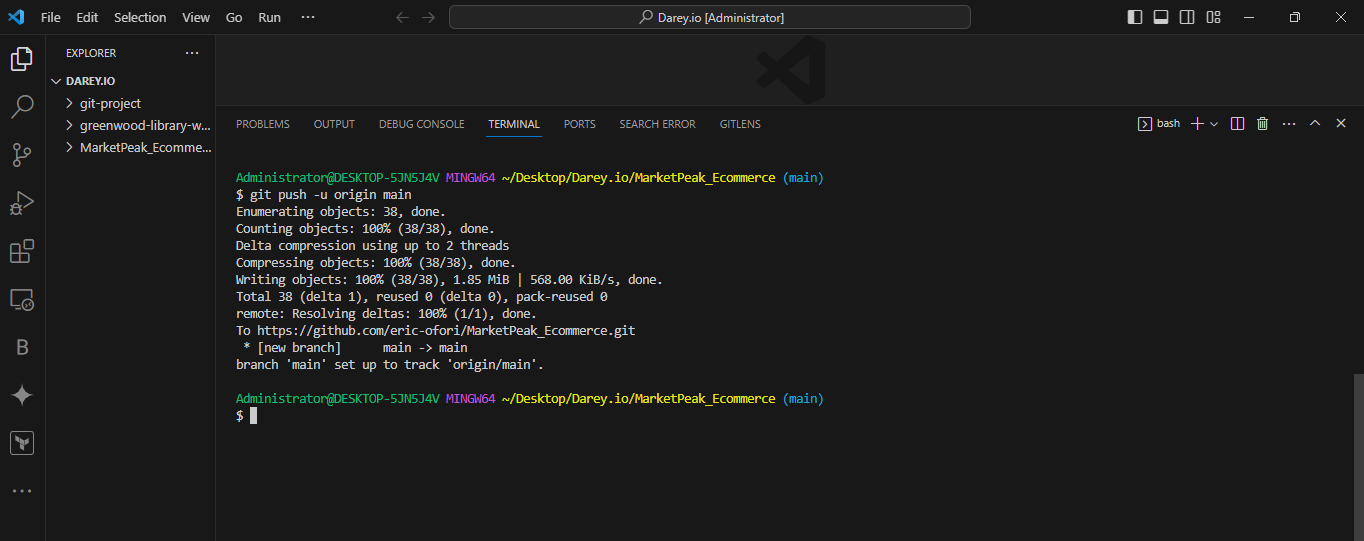 File Edit Selection View Go Run ···
Darey.io [Administrator]
EXPLORER ···
DAREY.IO
git-project
greenwood-library-w...
MarketPeak_Ecomme...
PROBLEMS OUTPUT DEBUG CONSOLE TERMINAL PORTS SEARCH ERROR GITLENS
bash
Administrator@DESKTOP-5JN5J4V MINGW64 ~/Desktop/Darey.io/MarketPeak_Ecommerce (main)
$ git push -u origin main
Enumerating objects: 38, done.
Counting objects: 100% (38/38), done.
Delta compression using up to 2 threads
Compressing objects: 100% (38/38), done.
Writing objects: 100% (38/38), 1.85 MiB | 568.00 KiB/s, done.
Total 38 (delta 1), reused 0 (delta 0), pack-reused 0
remote: Resolving deltas: 100% (1/1), done.
To https://github.com/eric-ofori/MarketPeak_Ecommerce.git
 * [new branch]      main -> main
branch 'main' set up to track 'origin/main'.
Administrator@DESKTOP-5JN5J4V MINGW64 ~/Desktop/Darey.io/MarketPeak_Ecommerce (main)
$
B